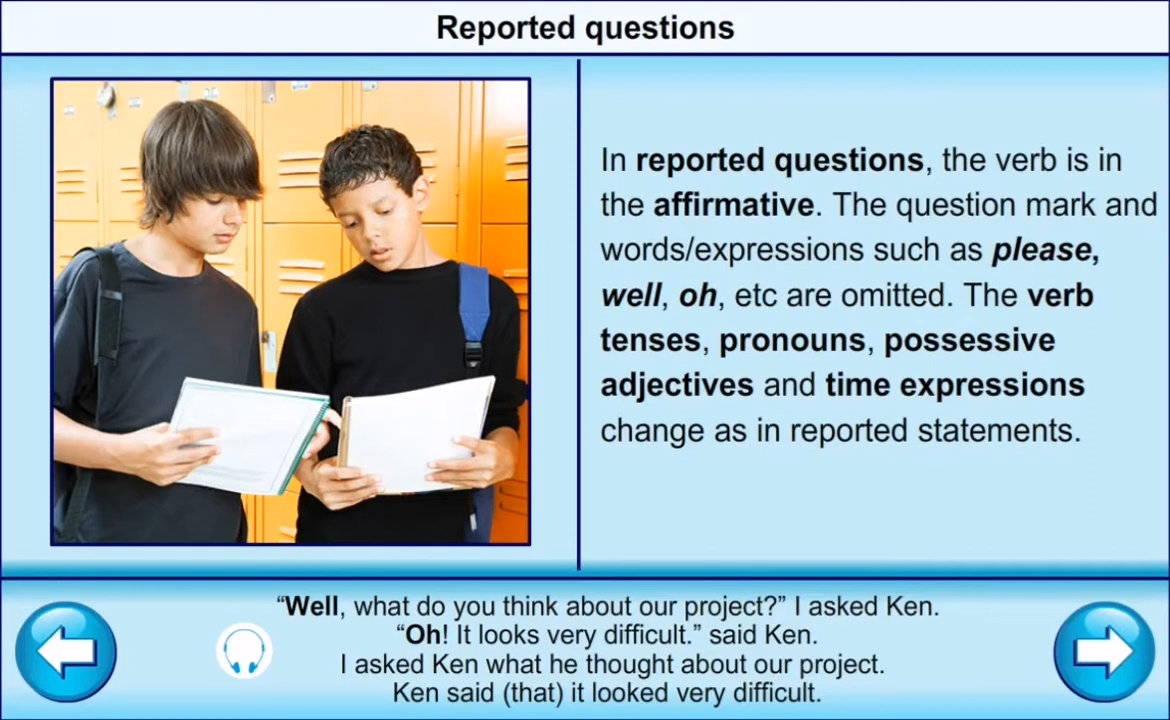 Reported questions
In reported questions, the verb is in
the affirmative. The question mark and
words/expressions such as please,
well, oh, etc are omitted. The verb
tenses, pronouns, possessive
adjectives and time expressions
change as in reported statements.
“Well, what do you think about our project?” I asked Ken.
“Oh! It looks very difficult.” said Ken.
I asked Ken what he thought about our project.
Ken said (that) it looked very difficult.